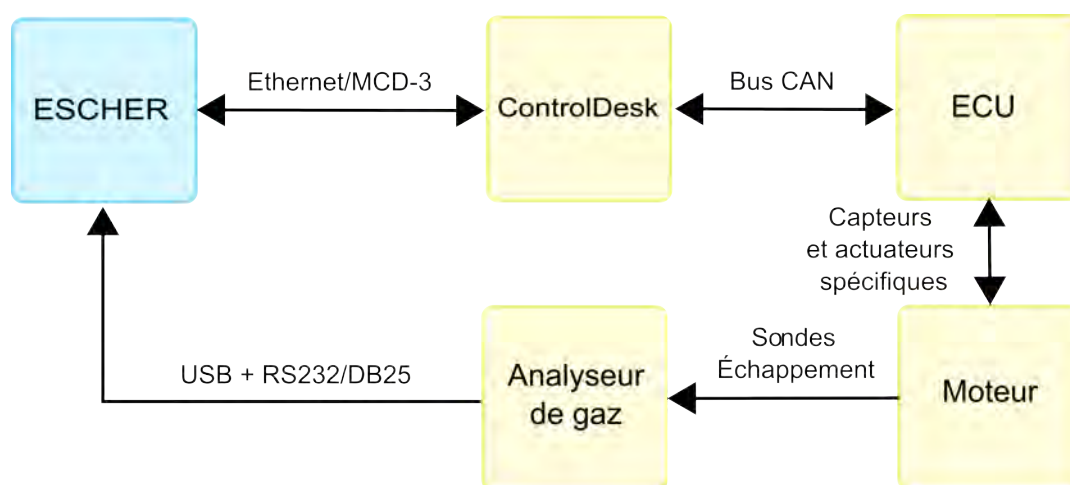 ESCHER
Ethernet/MCD-3
ControlDesk
Bus CAN
ECU
Capteurs
et actuateurs
spécifiques
Moteur
Sondes
Échappement
Analyseur
de gaz
USB + RS232/DB25